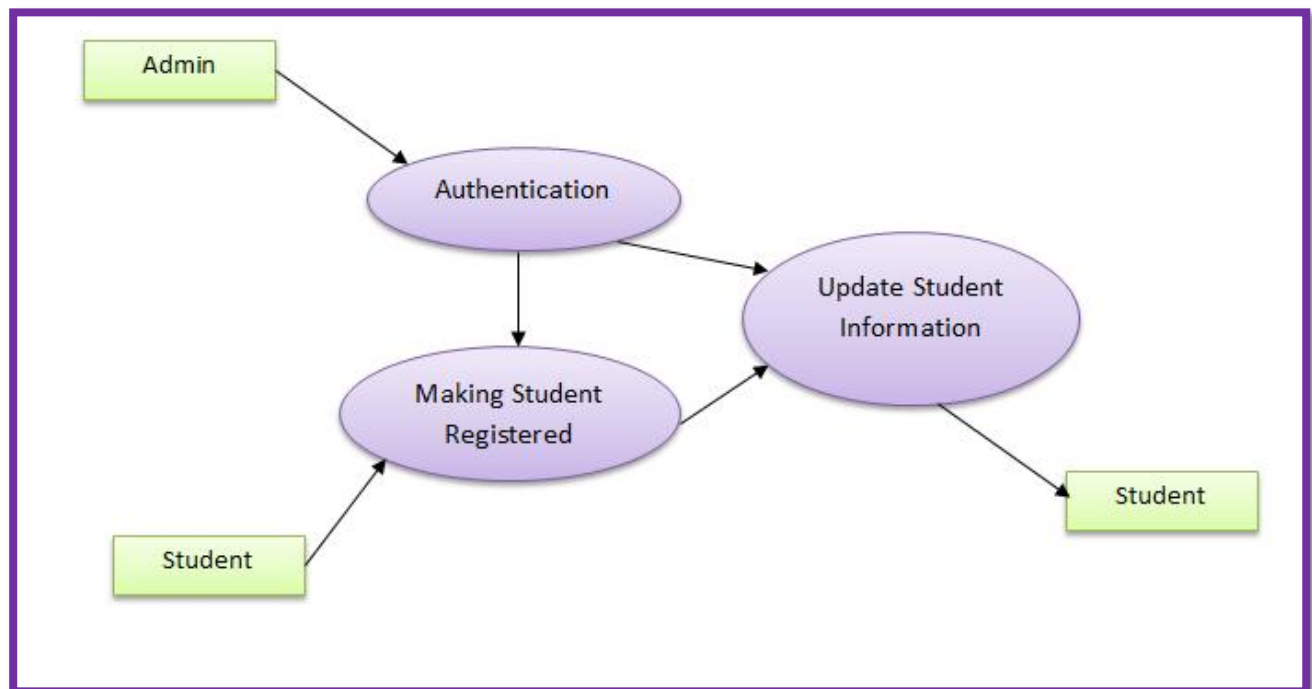 Admin
Authentication
Update Student
Information
Making Student
Registered
Student
Student